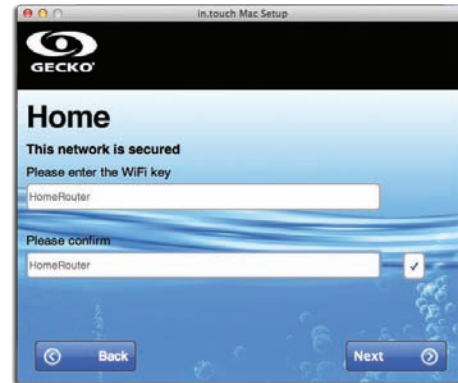 in.touch Mac Setup
GECKO
Home
This network is secured
Please enter the WiFi key
HomeRouter
Please confirm
HomeRouter
Back
Next